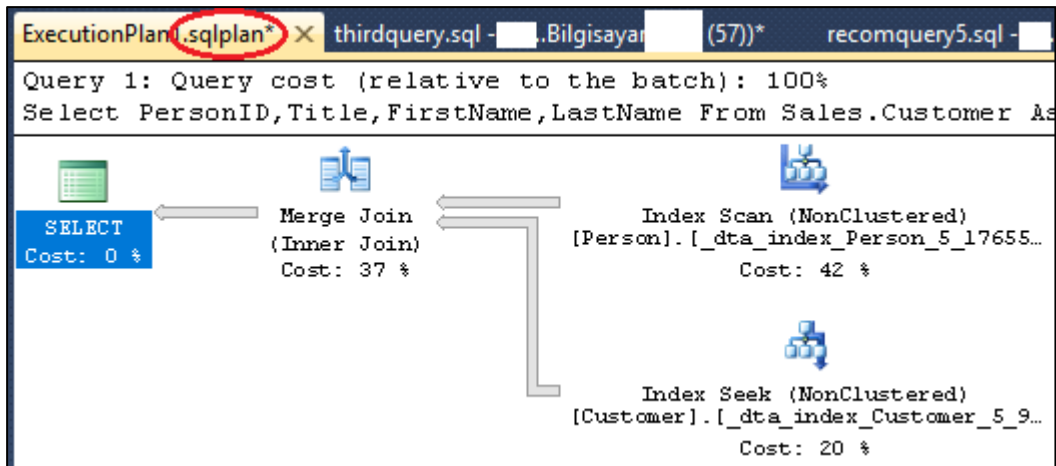 ExecutionPlan1.sqlplan* × thirdquery.sql - ..Bilgisayar (57))* recomquery5.sql -
Query 1: Query cost (relative to the batch): 100%
Select PersonID,Title,FirstName,LastName From Sales.Customer As
SELECT
Cost: 0 %
Merge Join
(Inner Join)
Cost: 37 %
Index Scan (NonClustered)
[Person].[_dta_index_Person_5_17655…
Cost: 42 %
Index Seek (NonClustered)
[Customer].[_dta_index_Customer_5_9…
Cost: 20 %